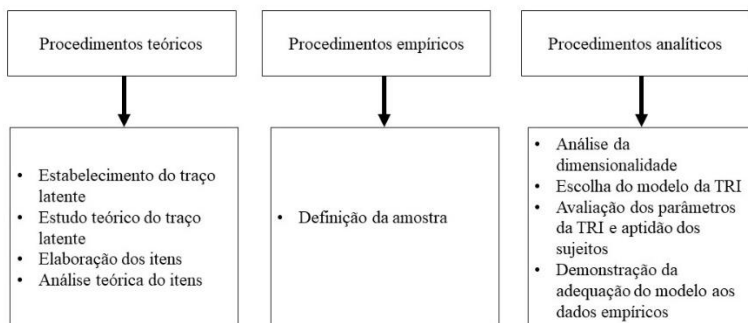 Procedimentos teóricos
Procedimentos empíricos
Procedimentos analíticos
• Estabelecimento do traço
latente
• Estudo teórico do traço
latente
• Elaboração dos itens
• Análise teórica do itens
• Definição da amostra
• Análise da
dimensionalidade
• Escolha do modelo da TRI
• Avaliação dos parâmetros
da TRI e aptidão dos
sujeitos
• Demonstração da
adequação do modelo aos
dados empíricos